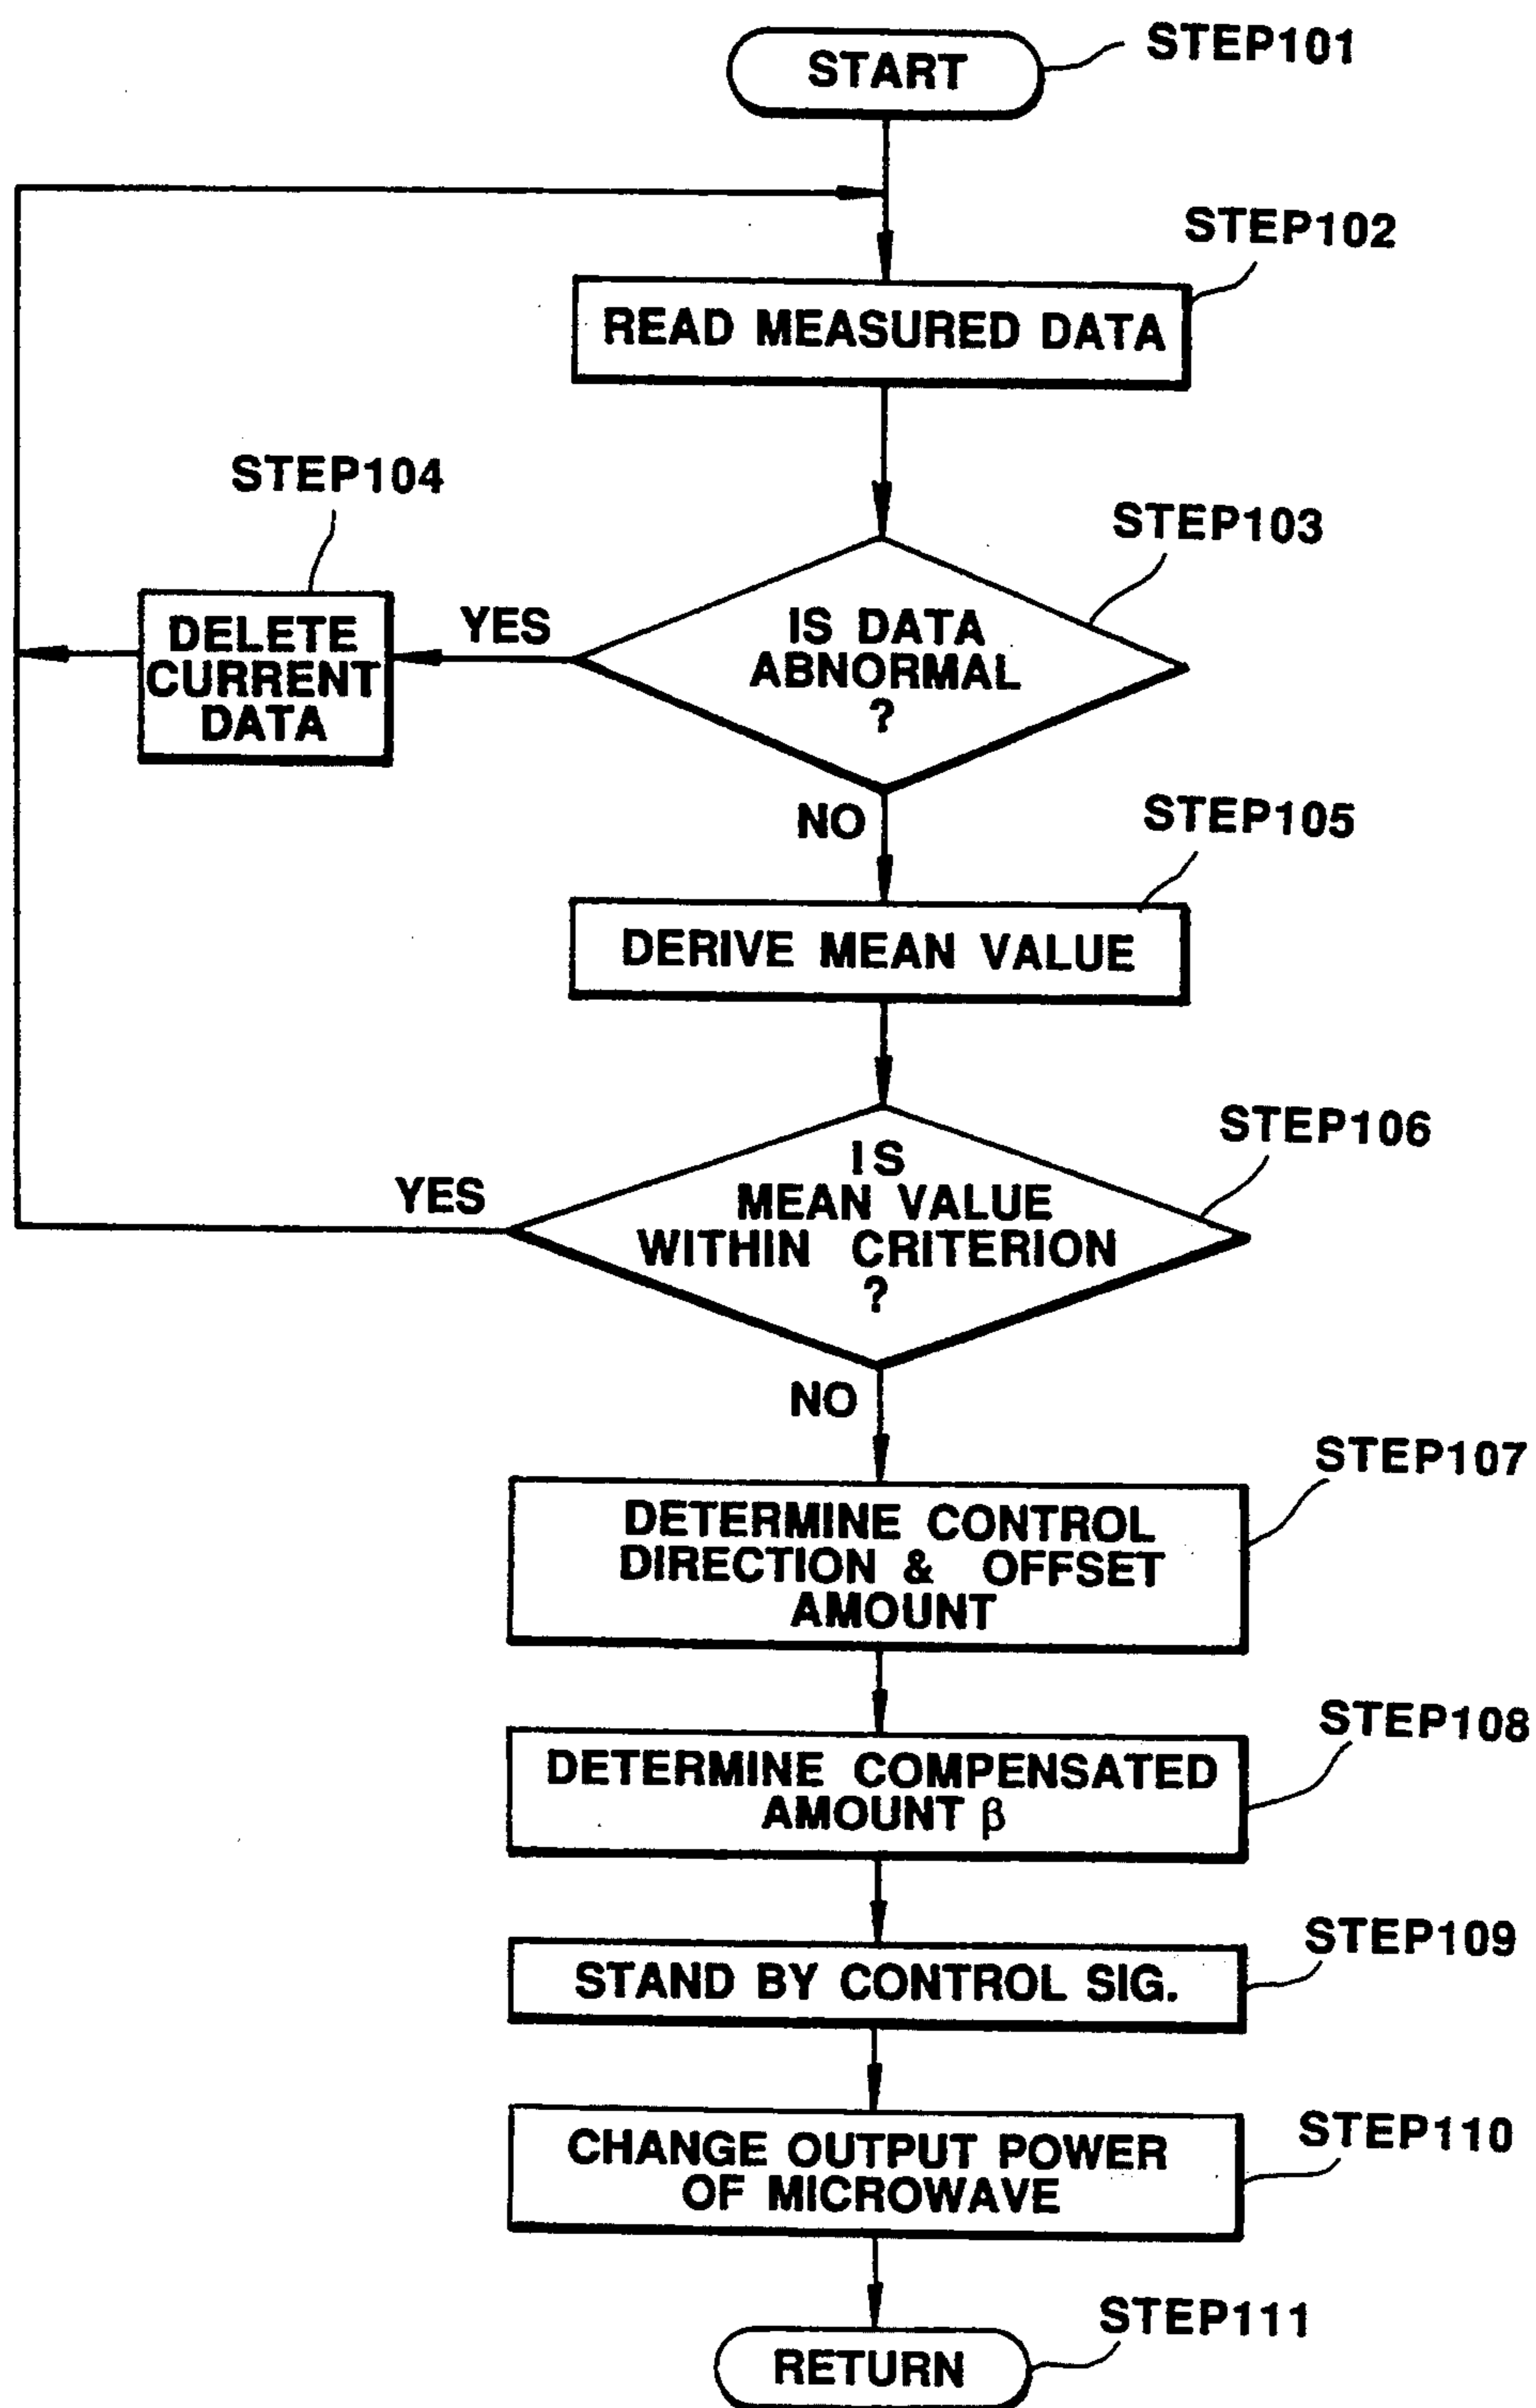 START
STEP101
STEP102
READ MEASURED DATA
STEP104
STEP103
DELETE
CURRENT
DATA
YES
IS DATA
ABNORMAL
?
NO
STEP105
DERIVE MEAN VALUE
STEP106
YES
IS
MEAN VALUE
WITHIN CRITERION
?
NO
STEP107
DETERMINE CONTROL
DIRECTION & OFFSET
AMOUNT
STEP108
DETERMINE COMPENSATED
AMOUNT β
STEP109
STAND BY CONTROL SIG.
STEP110
CHANGE OUTPUT POWER
OF MICROWAVE
STEP111
RETURN